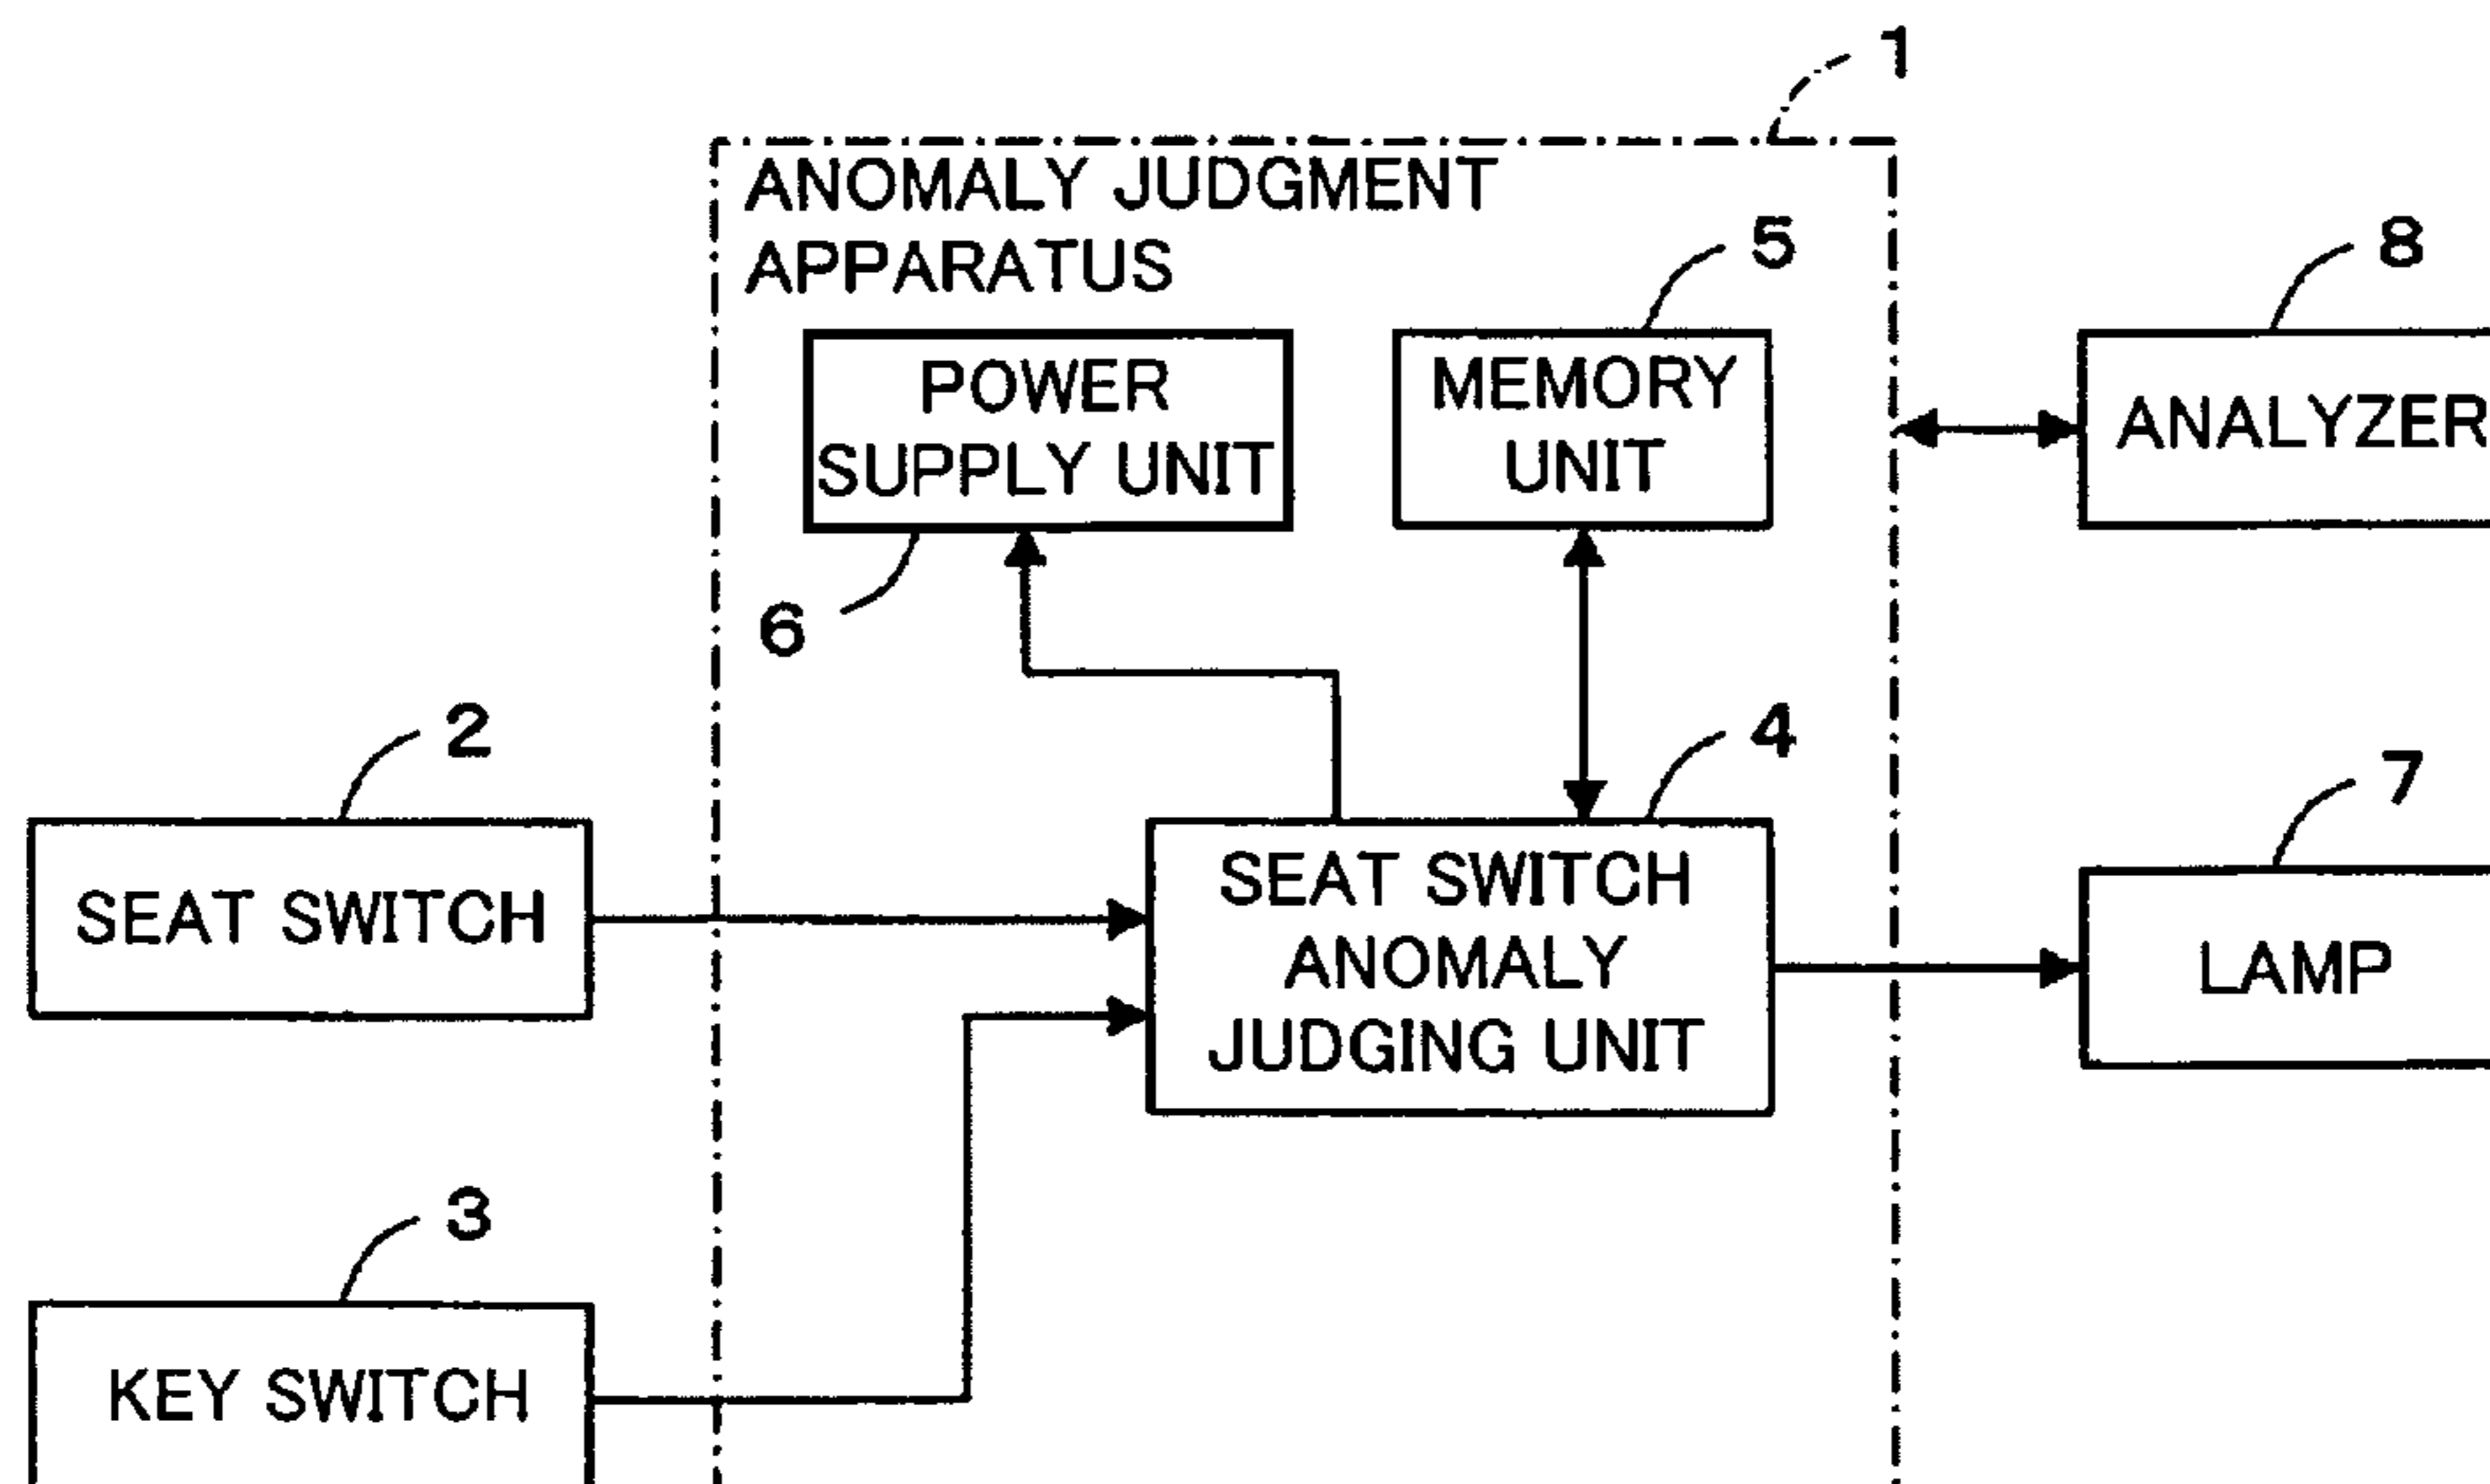 1
ANOMALY JUDGMENT
APPARATUS
5
8
POWER
SUPPLY UNIT
MEMORY
UNIT
ANALYZER
6
2
4
7
SEAT SWITCH
SEAT SWITCH
ANOMALY
JUDGING UNIT
LAMP
3
KEY SWITCH